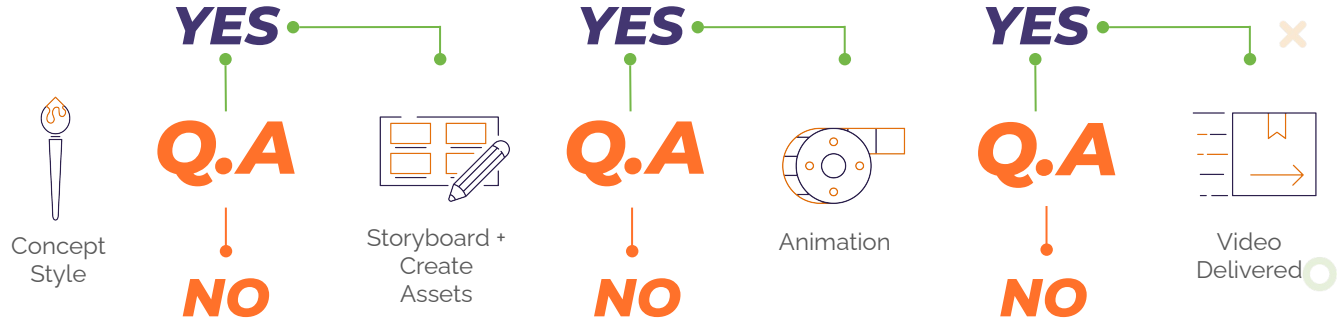 Concept
Style
YES
Q.A
NO
Storyboard +
Create
Assets
YES
Q.A
NO
Animation
YES
Q.A
NO
Video
Delivered